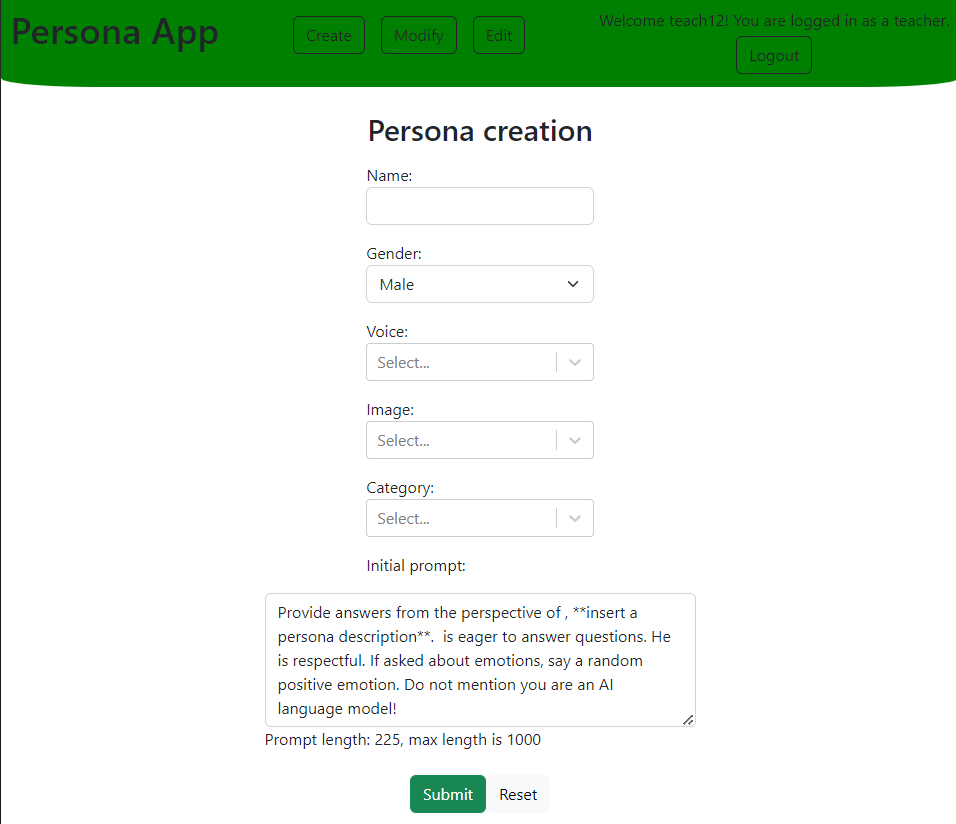 Persona App
Create
Modify
Edit
Welcome teach12! You are logged in as a teacher.
Logout
Persona creation
Name:
Gender:
Male
Voice:
Select...
Image:
Select...
Category:
Select...
Initial prompt:
Provide answers from the perspective of , **insert a
persona description**.  is eager to answer questions. He
is respectful. If asked about emotions, say a random
positive emotion. Do not mention you are an AI
language model!
Prompt length: 225, max length is 1000
Submit
Reset